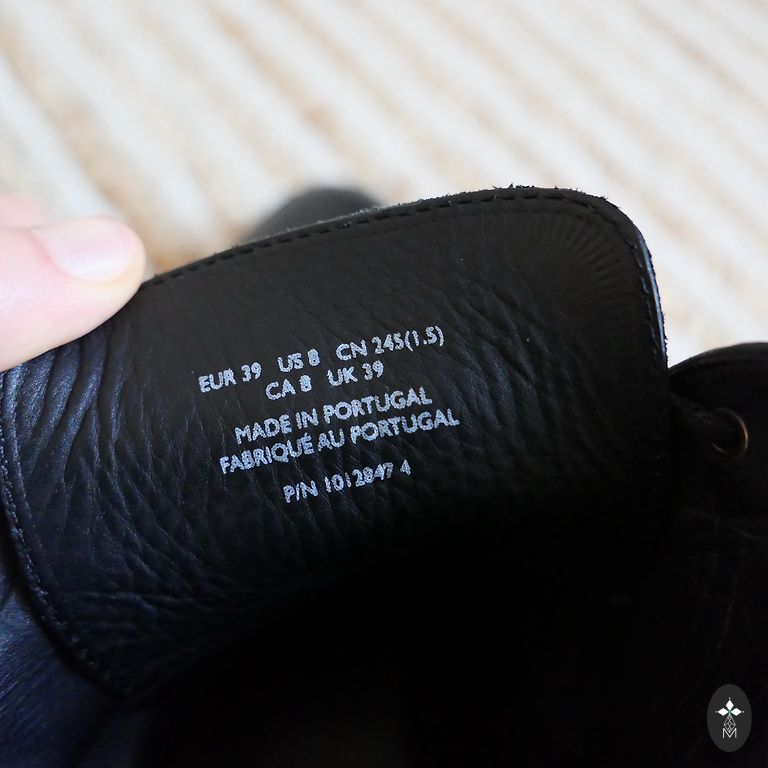 EUR 39 US 8 CN 245(1.5)
CA 8 UK 39
MADE IN PORTUGAL
FABRIQUÉ AU PORTUGAL
P/N 1012847 4
M